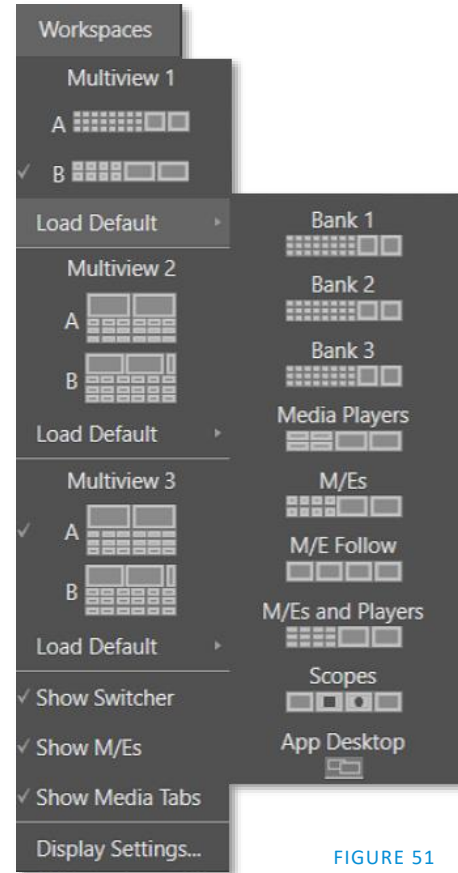 Workspaces
Multiview 1
A
B
Load Default
Multiview 2
A
B
Load Default
Multiview 3
A
B
Load Default
Show Switcher
Show M/Es
Show Media Tabs
Display Settings...
Bank 1
Bank 2
Bank 3
Media Players
M/Es
M/E Follow
M/Es and Players
Scopes
App Desktop
FIGURE 51